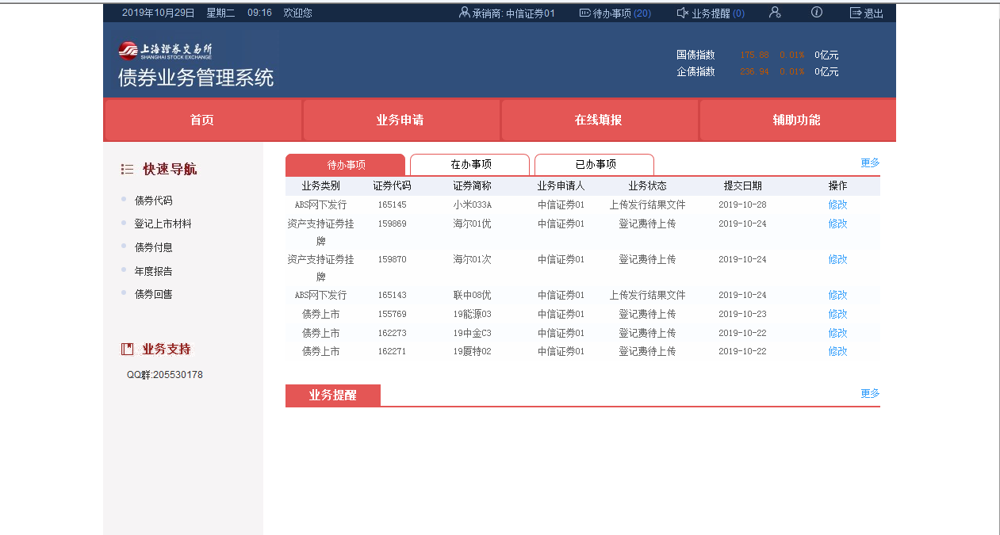 2019年10月29日 星期二 09:16 欢迎您 承销商: 中信证券01 待办事项 (20) 业务提醒 (0) 退出
上海證券交易所
SHANGHAI STOCK EXCHANGE
债券业务管理系统
国债指数 175.88 0.01% 0亿元
企债指数 236.94 0.01% 0亿元
首页 业务申请 在线填报 辅助功能
快速导航
债券代码
登记上市材料
债券付息
年度报告
债券回售
业务支持
QQ群:205530178
待办事项 在办事项 已办事项 更多
业务类别 证券代码 证券简称 业务申请人 业务状态 提交日期 操作
ABS网下发行 165145 小米033A 中信证券01 上传发行结果文件 2019-10-28 修改
资产支持证券挂 159869 海尔01优 中信证券01 登记费待上传 2019-10-24 修改
牌
资产支持证券挂 159870 海尔01次 中信证券01 登记费待上传 2019-10-24 修改
牌
ABS网下发行 165143 联中08优 中信证券01 上传发行结果文件 2019-10-24 修改
债券上市 155769 19能源03 中信证券01 登记费待上传 2019-10-23 修改
债券上市 162273 19中金C3 中信证券01 登记费待上传 2019-10-22 修改
债券上市 162271 19厦特02 中信证券01 登记费待上传 2019-10-22 修改
业务提醒 更多